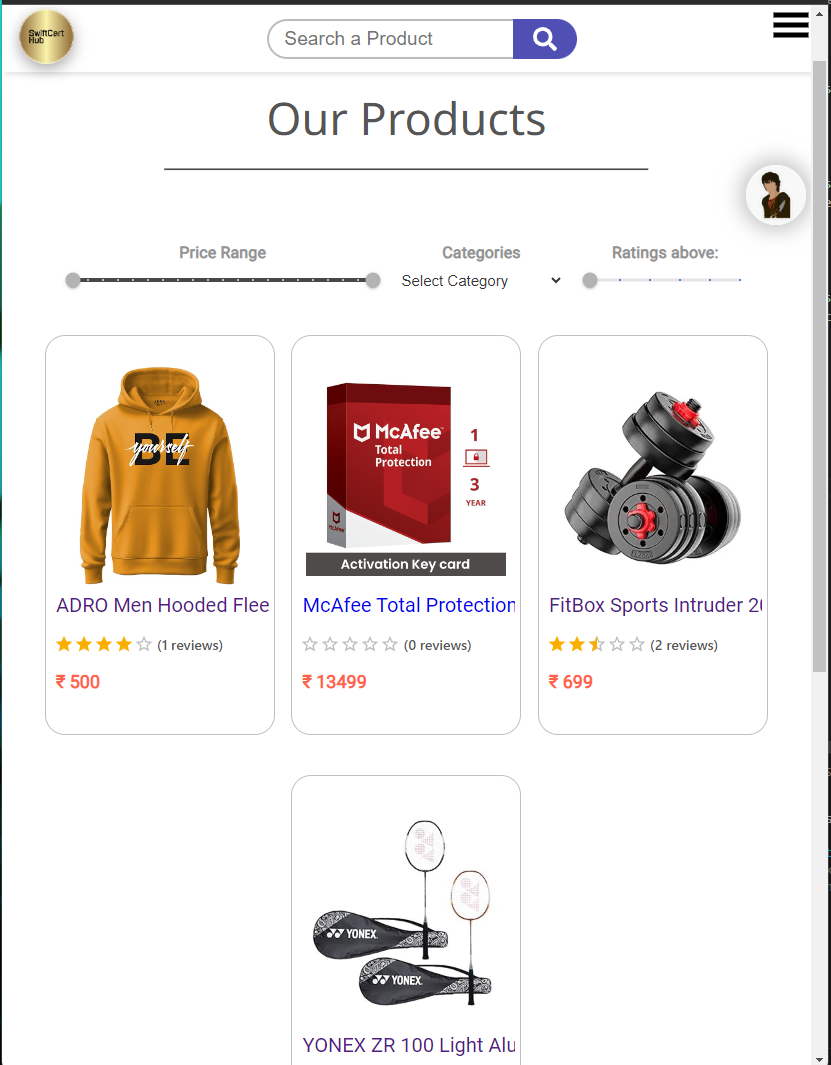 SwiftCart
Hub
Search a Product
Our Products
Price Range
Categories
Ratings above:
Select Category
BE
yourself
McAfee™
Total
Protection
McAfee
1
3
YEAR
Activation Key card
ADRO Men Hooded Flee
(1 reviews)
₹ 500
McAfee Total Protection
(0 reviews)
₹ 13499
FitBox Sports Intruder 20
(2 reviews)
₹ 699
YONEX
YONEX
YONEX ZR 100 Light Alu